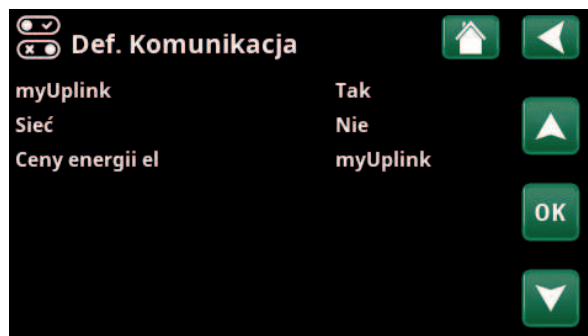 Def. Komunikacja
myUplink Tak
Sieć Nie
Ceny energii el myUplink
OK